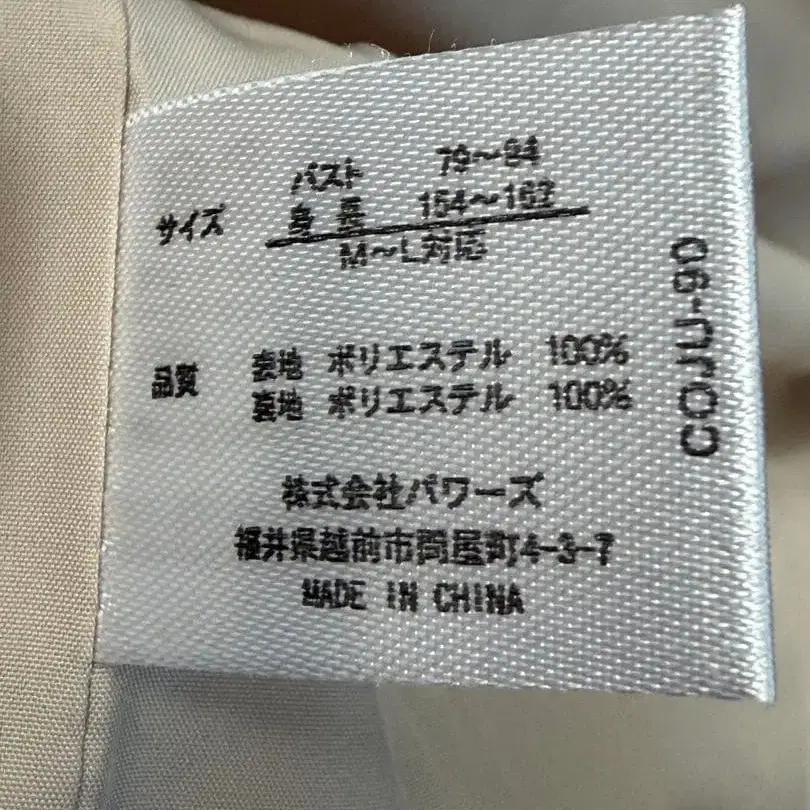 サイズ バスト 79～84
身長 154～162
M～L対応
品質 表地 ポリエステル 100%
裏地 ポリエステル 100%
株式会社パワーズ
福井県越前市問屋町4-3-7
MADE IN CHINA
COJU-90